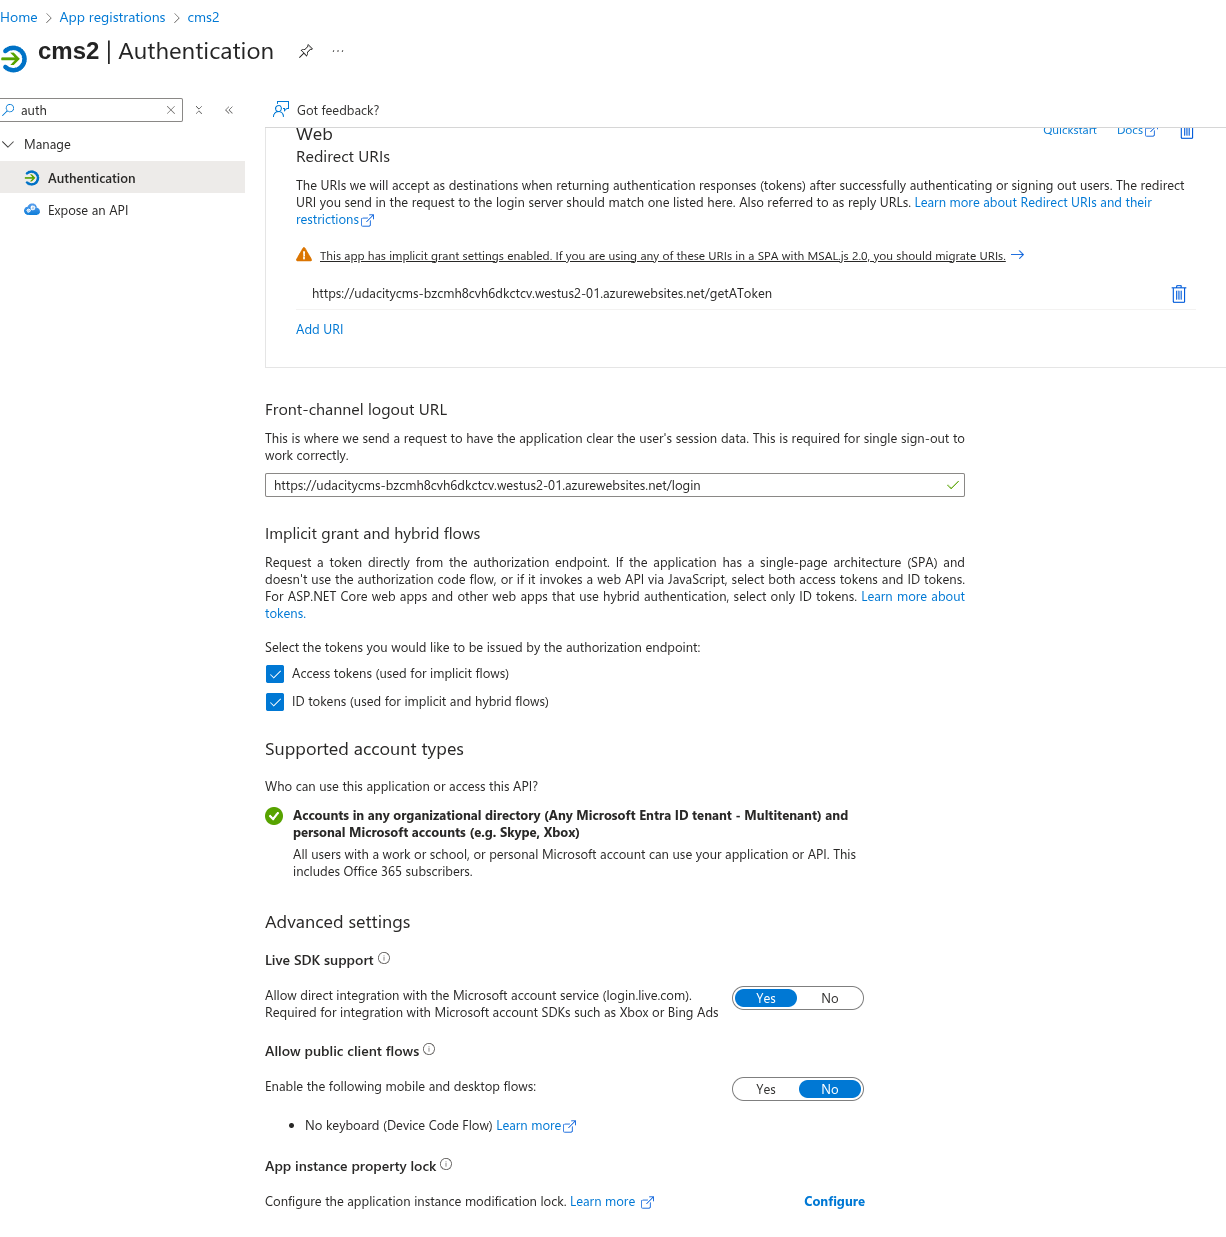 Home > App registrations > cms2
cms2 | Authentication ...
auth
Got feedback?
Manage
Authentication
Expose an API
Web
Quickstart Docs
Redirect URIs
The URIs we will accept as destinations when returning authentication responses (tokens) after successfully authenticating or signing out users. The redirect
URI you send in the request to the login server should match one listed here. Also referred to as reply URLs. Learn more about Redirect URIs and their
restrictions
This app has implicit grant settings enabled. If you are using any of these URIs in a SPA with MSAL.js 2.0, you should migrate URIs.
https://udacitycms-bzcmh8cvh6dkctcv.westus2-01.azurewebsites.net/getAToken
Add URI
Front-channel logout URL
This is where we send a request to have the application clear the user's session data. This is required for single sign-out to
work correctly.
https://udacitycms-bzcmh8cvh6dkctcv.westus2-01.azurewebsites.net/login
Implicit grant and hybrid flows
Request a token directly from the authorization endpoint. If the application has a single-page architecture (SPA) and
doesn't use the authorization code flow, or if it invokes a web API via JavaScript, select both access tokens and ID tokens.
For ASP.NET Core web apps and other web apps that use hybrid authentication, select only ID tokens. Learn more about
tokens.
Select the tokens you would like to be issued by the authorization endpoint:
Access tokens (used for implicit flows)
ID tokens (used for implicit and hybrid flows)
Supported account types
Who can use this application or access this API?
Accounts in any organizational directory (Any Microsoft Entra ID tenant - Multitenant) and
personal Microsoft accounts (e.g. Skype, Xbox)
All users with a work or school, or personal Microsoft account can use your application or API. This
includes Office 365 subscribers.
Advanced settings
Live SDK support
Allow direct integration with the Microsoft account service (login.live.com).
Required for integration with Microsoft account SDKs such as Xbox or Bing Ads
Yes No
Allow public client flows
Enable the following mobile and desktop flows:
Yes No
• No keyboard (Device Code Flow) Learn more
App instance property lock
Configure the application instance modification lock. Learn more
Configure